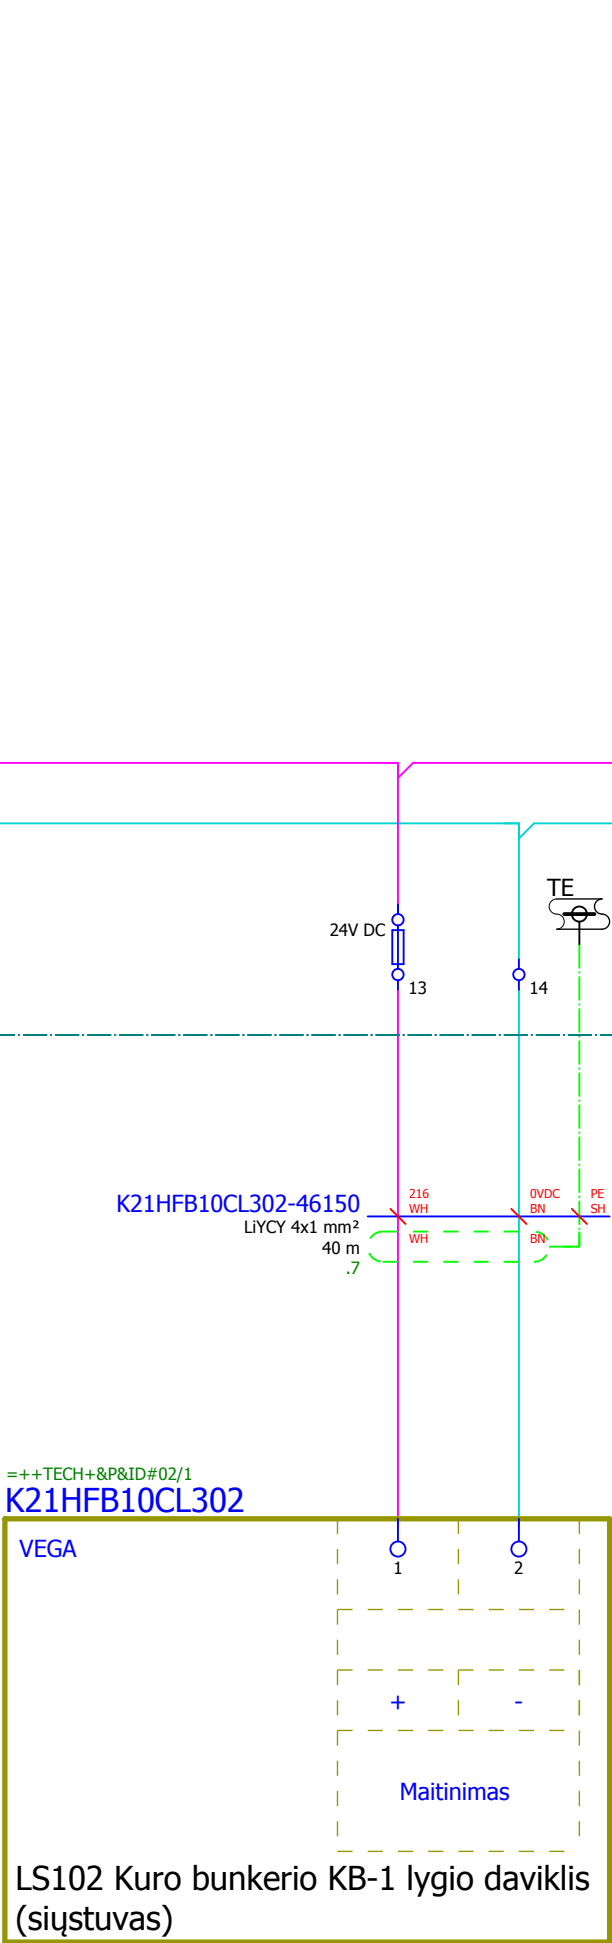 TE
24V DC
13
14
K21HFB10CL302-46150
LiYCY 4x1 mm²
40 m
.7
216
WH
0VDC
BN
PE
SH
WH
BN
=++TECH+&P&ID#02/1
K21HFB10CL302
VEGA
1
2
+
-
Maitinimas
LS102 Kuro bunkerio KB-1 lygio daviklis
(siųstuvas)